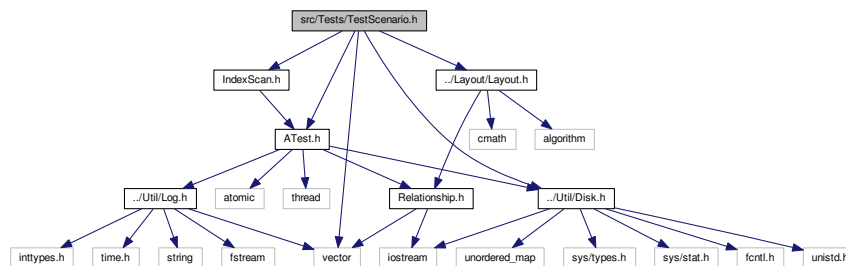 src/Tests/TestScenario.h
IndexScan.h
../Layout/Layout.h
ATest.h
cmath
algorithm
../Util/Log.h
atomic
thread
Relationship.h
../Util/Disk.h
inttypes.h
time.h
string
fstream
vector
iostream
unordered_map
sys/types.h
sys/stat.h
fcntl.h
unistd.h